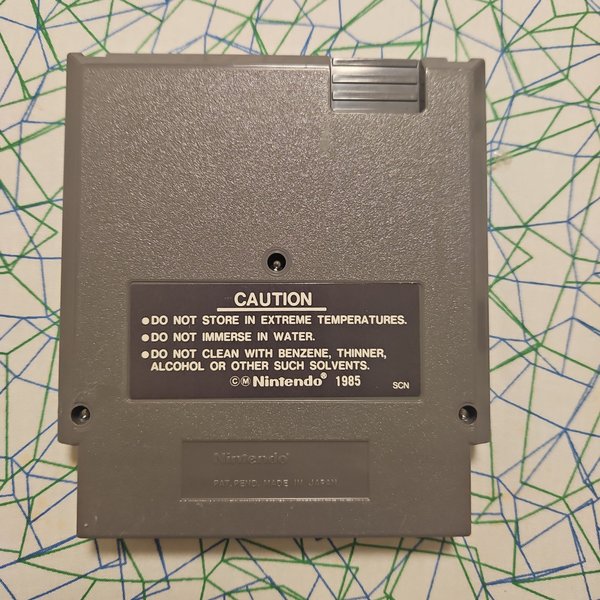 CAUTION
●DO NOT STORE IN EXTREME TEMPERATURES.
●DO NOT IMMERSE IN WATER.
●DO NOT CLEAN WITH BENZENE, THINNER,
ALCOHOL OR OTHER SUCH SOLVENTS.
ⒸⓂNintendo® 1985 SCN
Nintendo®
PAT. PEND. MADE IN JAPAN